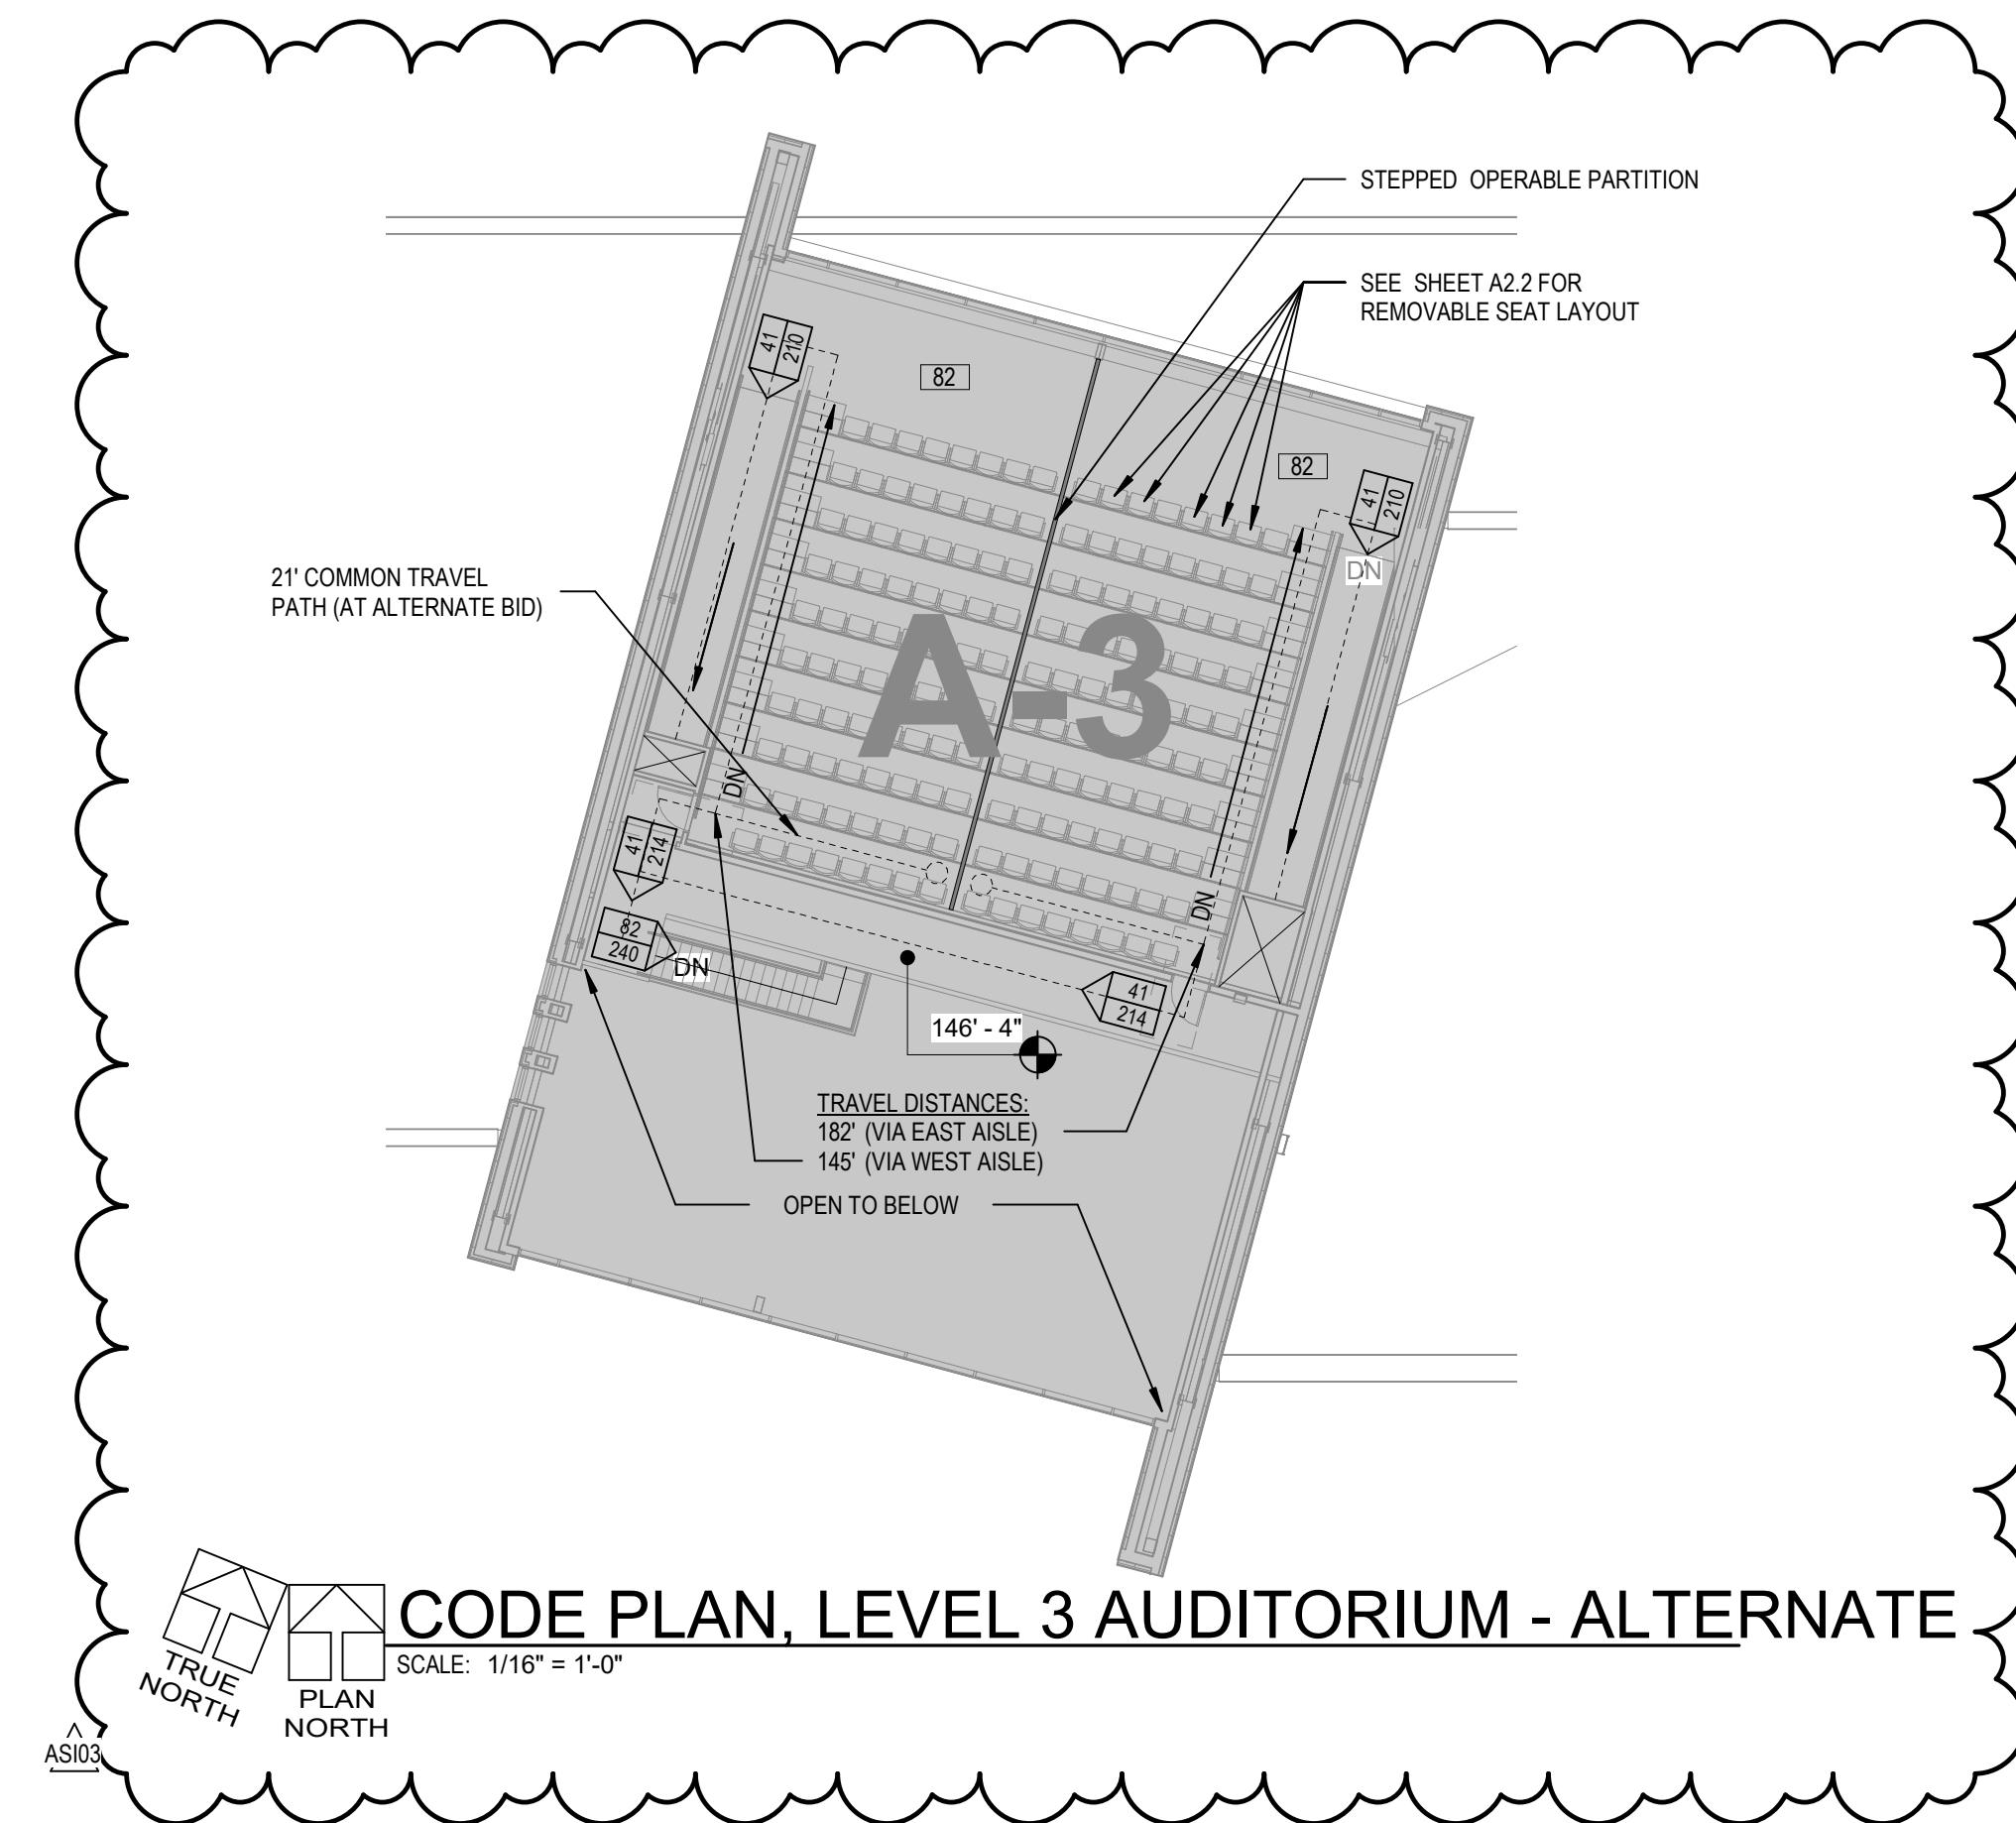 STEPPED  OPERABLE PARTITION
SEE  SHEET A2.2 FOR
REMOVABLE SEAT LAYOUT
41
210
82
82
41
210
DN
21' COMMON TRAVEL
PATH (AT ALTERNATE BID)
A-3
DN
41
214
82
240
DN
DN
41
214
146' - 4"
TRAVEL DISTANCES:
182' (VIA EAST AISLE)
145' (VIA WEST AISLE)
OPEN TO BELOW
CODE PLAN, LEVEL 3 AUDITORIUM - ALTERNATE
SCALE:  1/16" = 1'-0"
TRUE
NORTH
PLAN
NORTH
ASI03